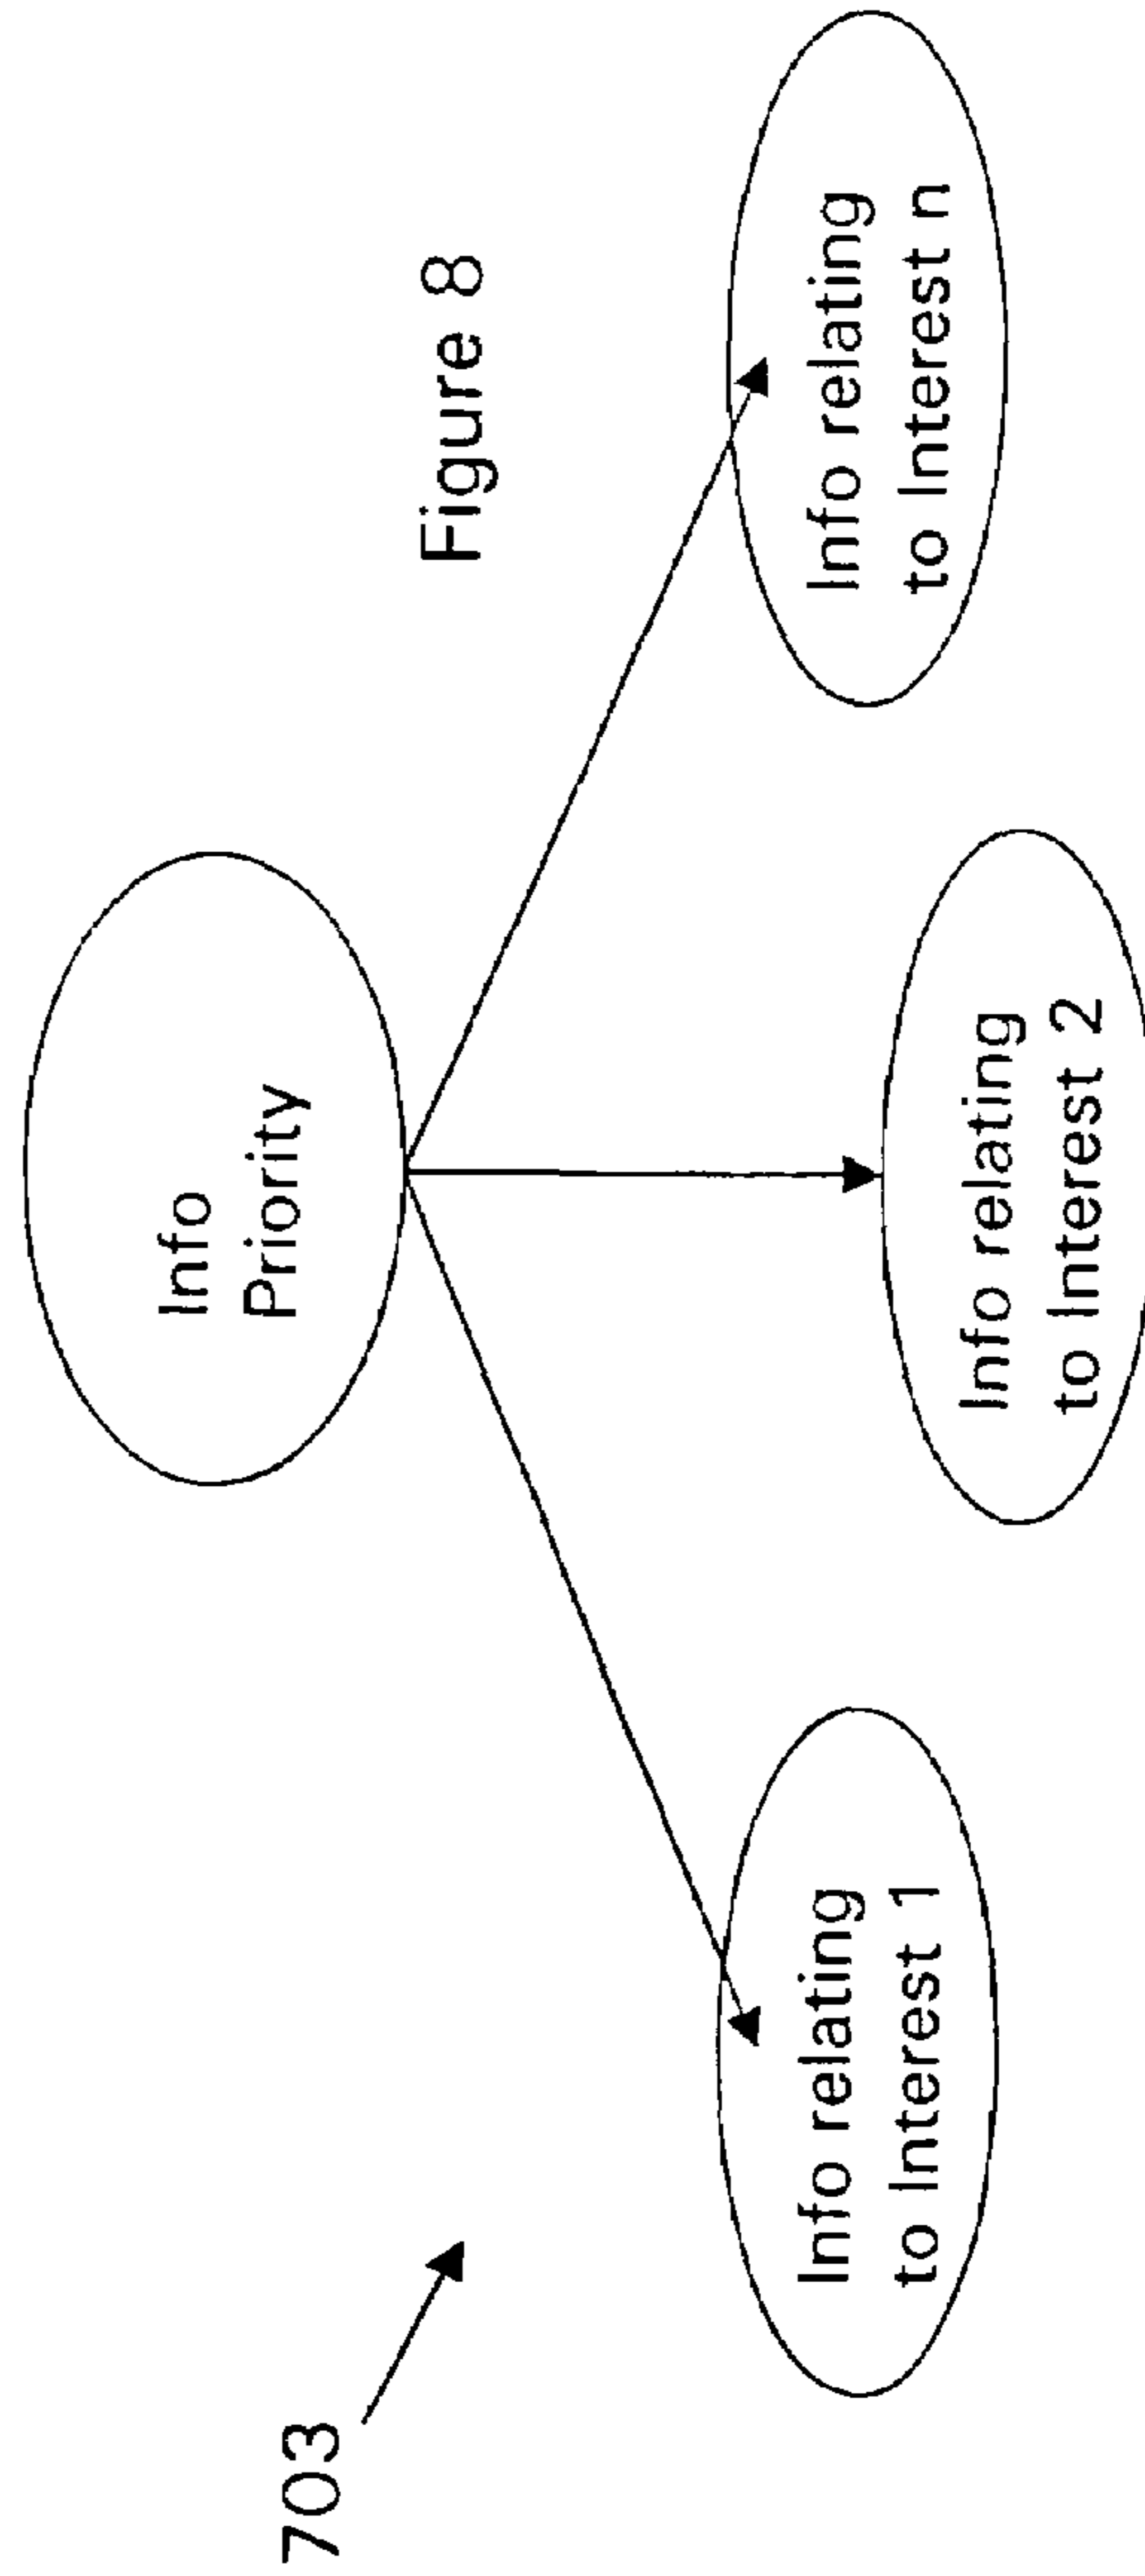 703
Info
Priority
Figure 8
Info relating
to Interest 1
Info relating
to Interest 2
Info relating
to Interest n